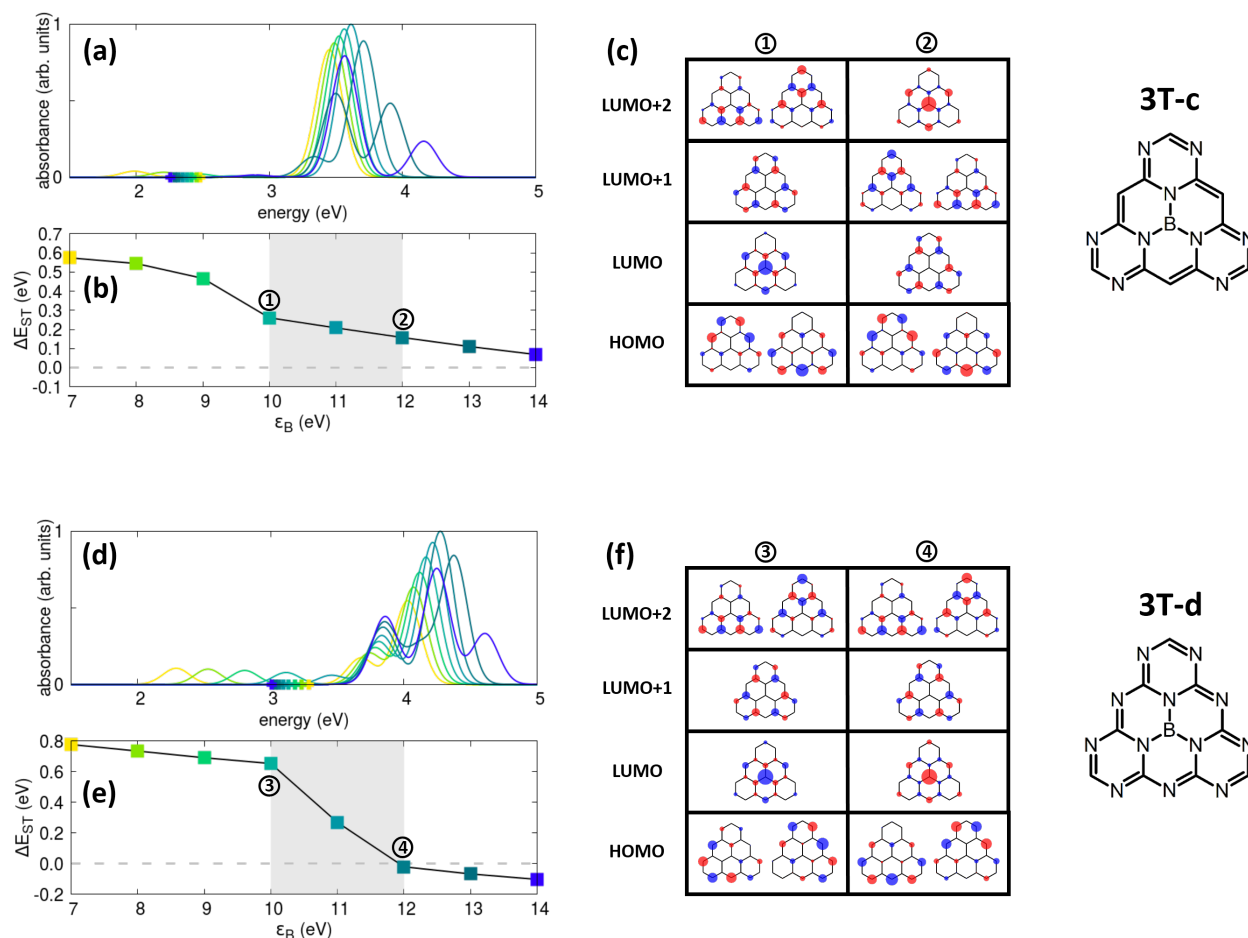 (a)
absorbance (arb. units)
1
0
2 3 4 5
energy (eV)
(b)
ΔE_ST (eV)
0.7
0.6
0.5
0.4
0.3
0.2
0.1
0.0
-0.1
① ②
7 8 9 10 11 12 13 14
ε_B (eV)
(c)
① ②
LUMO+2
LUMO+1
LUMO
HOMO
3T-c
N N
N
B
N N N N
N N
(d)
absorbance (arb. units)
1
0
2 3 4 5
energy (eV)
(e)
ΔE_ST (eV)
0.8
0.6
0.4
0.2
0.0
-0.2
③ ④
7 8 9 10 11 12 13 14
ε_B (eV)
(f)
③ ④
LUMO+2
LUMO+1
LUMO
HOMO
3T-d
N N
N N N
B
N N N N
N N N